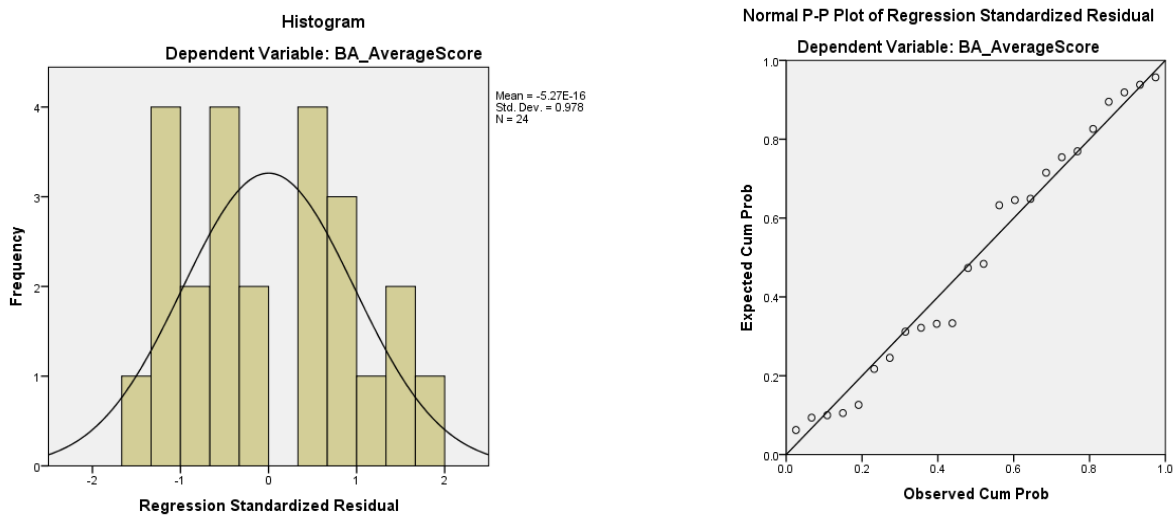 Histogram
Dependent Variable: BA_AverageScore
Mean = -5.27E-16
Std. Dev. = 0.978
N = 24
4
3
2
1
0
-2
-1
0
1
2
Frequency
Regression Standardized Residual
Normal P-P Plot of Regression Standardized Residual
Dependent Variable: BA_AverageScore
1.0
0.8
0.6
0.4
0.2
0.0
0.0
0.2
0.4
0.6
0.8
1.0
Expected Cum Prob
Observed Cum Prob